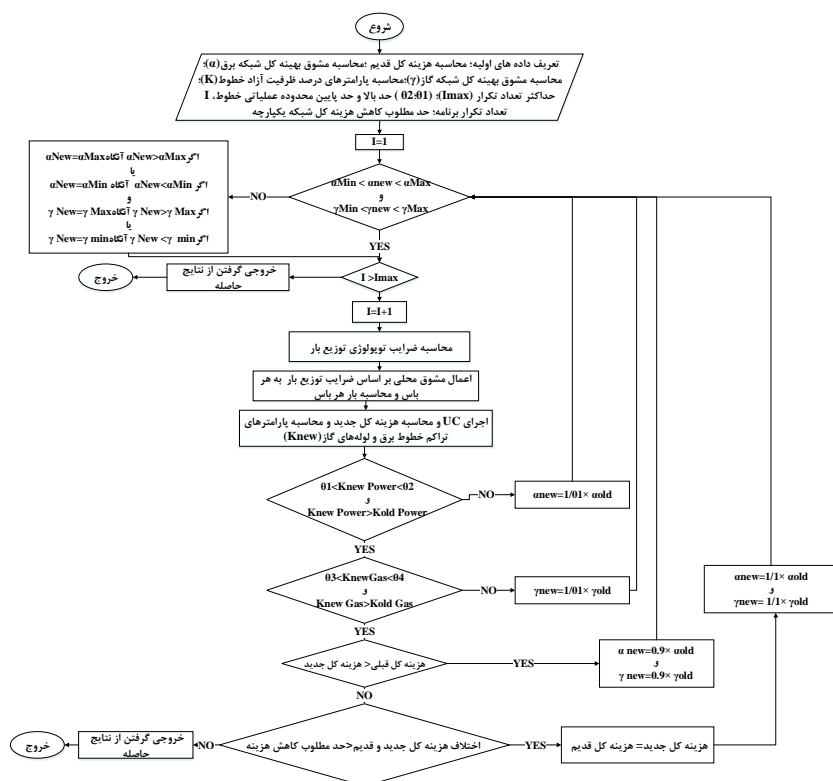 شروع
تعریف داده های اولیه؛ محاسبه هزینه کل قدیم ؛محاسبه مشوق بهینه کل شبکه برق(α)؛
محاسبه مشوق بهینه کل شبکه گاز(γ)؛محاسبه پارامترهای درصد ظرفیت آزاد خطوط(K)؛
حداکثر تعداد تکرار (Imax)؛ (θ2؛θ1 ) حد بالا و حد پایین محدوده عملیاتی خطوط، I
تعداد تکرار برنامه؛ حد مطلوب کاهش هزینه کل شبکه یکپارچه
I=1
αMin < αnew < αMax
و
γMin <γnew < γMax
NO
اگرαNew>αMax آنگاهαNew=αMax
یا
اگر αNew<αMin آنگاه αNew=αMin
و
اگرγ New>γ Max آنگاهγ New=γ Max
یا
اگرγ New <γ min آنگاهγ New=γ min
YES
I >Imax
خروجی گرفتن از نتایج
حاصله
خروج
I=I+1
محاسبه ضرایب توپولوژی توزیع بار
اعمال مشوق محلی بر اساس ضرایب توزیع بار به هر
باس و محاسبه بار هر باس
اجرای UC و محاسبه هزینه کل جدید و محاسبه پارامترهای
تراکم خطوط برق و لوله‌های گاز(Knew)
θ1<Knew Power<θ2
و
Knew Power>Kold Power
NO
αnew=1/01× αold
YES
θ3<KnewGas<θ4
و
Knew Gas>Kold Gas
NO
γnew=1/01× γold
YES
αnew=1/1× αold
و
γnew= 1/1× γold
هزینه کل قبلی< هزینه کل جدید
YES
α new=0.9× αold
و
γ new=0.9× γold
NO
اختلاف هزینه کل جدید و قدیم<حد مطلوب کاهش هزینه
YES
هزینه کل جدید= هزینه کل قدیم
NO
خروجی گرفتن از نتایج
حاصله
خروج